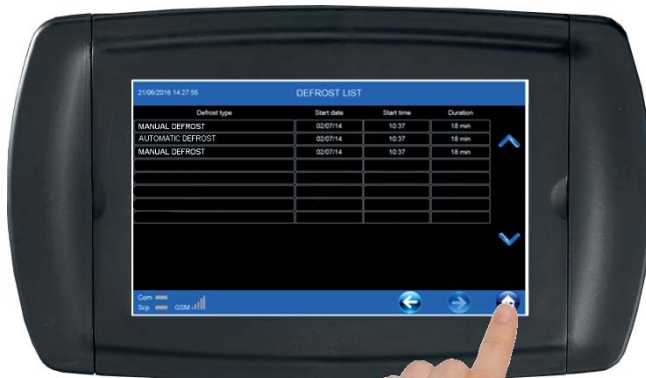 21/06/2016 14:27:55 DEFROST LIST
Defrost type Start date Start time Duration
MANUAL DEFROST 02/07/14 10:37 18 min
AUTOMATIC DEFROST 02/07/14 10:37 18 min
MANUAL DEFROST 02/07/14 10:37 18 min
Com
Scp GSM